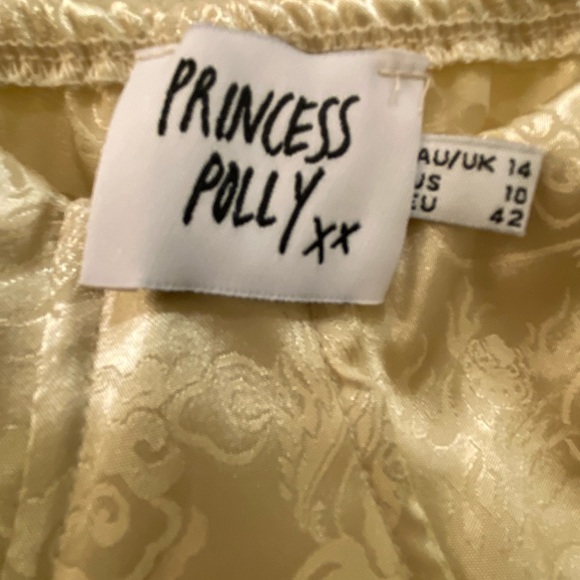 PRINCESS
POLLY xx
AU/UK 14
US 10
EU 42